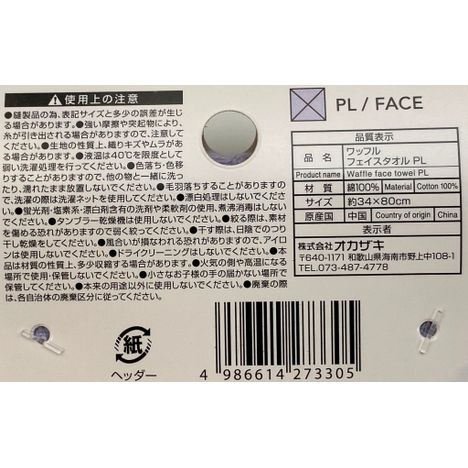 ⚠使用上の注意
●縫製品の為、表記サイズと多少の誤差が生じ
る場合があります。●強い摩擦や突起物により、
糸が引き出される場合がありますので、注意し
てください。●生地の性質上、織りキズやムラがあ
る場合があります。●液温は40℃を限度として
弱い洗濯処理を行ってください。●色落ち・色移
りすることがありますので、他の物と一緒に洗っ
たり、濡れたまま放置しないでください。●毛羽落ちすることがありますの
で、洗濯の際は洗濯ネットを使用してください。●漂白処理はしないでくださ
い。●蛍光剤・塩素系・漂白剤含有の洗剤や柔軟剤の使用、煮沸消毒はしない
でください。●タンブラー乾燥機は使用しないでください。●絞る際は、素材
を傷める恐れがありますので、弱く絞ってください。●干す際は、日陰でのつり
干し乾燥をしてください。●風合いが損なわれる恐れがありますので、アイロ
ンは使用しないでください。●ドライクリーニングはしないでください。●本
品は材質の性質上、多少収縮する場合があります。●火気の側や高温になる
場所で使用・保管しないでください。●小さなお子様の手の届かない場所で
保管してください。●本来の用途以外に使用しないでください。●廃棄の際
は、各自治体の廃棄区分に従ってください。
PL / FACE
品質表示
品名 ワッフル
フェイスタオル PL
Product name Waffle face towel PL
材質 綿100% Material Cotton 100%
サイズ 約34×80cm
原産国 中国 Country of origin China
表示者
株式会社オカザキ
〒640-1171 和歌山県海南市野上中108-1
TEL.073-487-4778
紙
ヘッダー
4 986614 273305